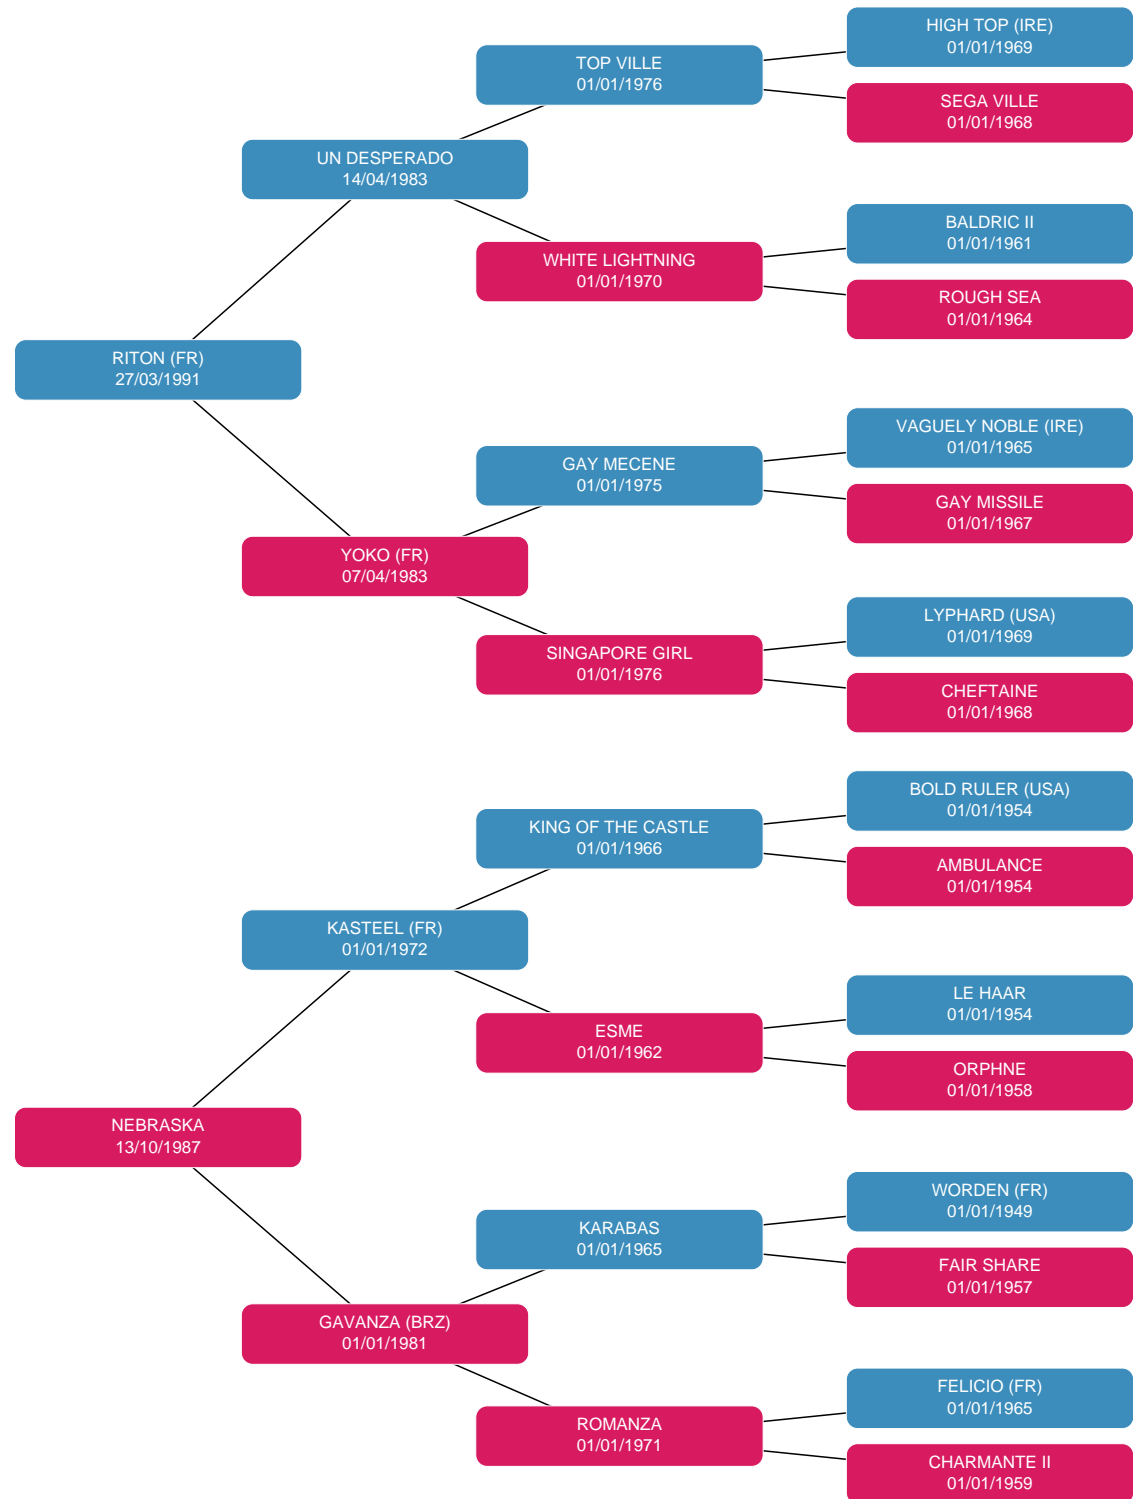 HIGH TOP (IRE)
01/01/1969
TOP VILLE
01/01/1976
SEGA VILLE
01/01/1968
UN DESPERADO
14/04/1983
BALDRIC II
01/01/1961
WHITE LIGHTNING
01/01/1970
ROUGH SEA
01/01/1964
RITON (FR)
27/03/1991
VAGUELY NOBLE (IRE)
01/01/1965
GAY MECENE
01/01/1975
GAY MISSILE
01/01/1967
YOKO (FR)
07/04/1983
LYPHARD (USA)
01/01/1969
SINGAPORE GIRL
01/01/1976
CHEFTAINE
01/01/1968
BOLD RULER (USA)
01/01/1954
KING OF THE CASTLE
01/01/1966
AMBULANCE
01/01/1954
KASTEEL (FR)
01/01/1972
LE HAAR
01/01/1954
ESME
01/01/1962
ORPHNE
01/01/1958
NEBRASKA
13/10/1987
WORDEN (FR)
01/01/1949
KARABAS
01/01/1965
FAIR SHARE
01/01/1957
GAVANZA (BRZ)
01/01/1981
FELICIO (FR)
01/01/1965
ROMANZA
01/01/1971
CHARMANTE II
01/01/1959